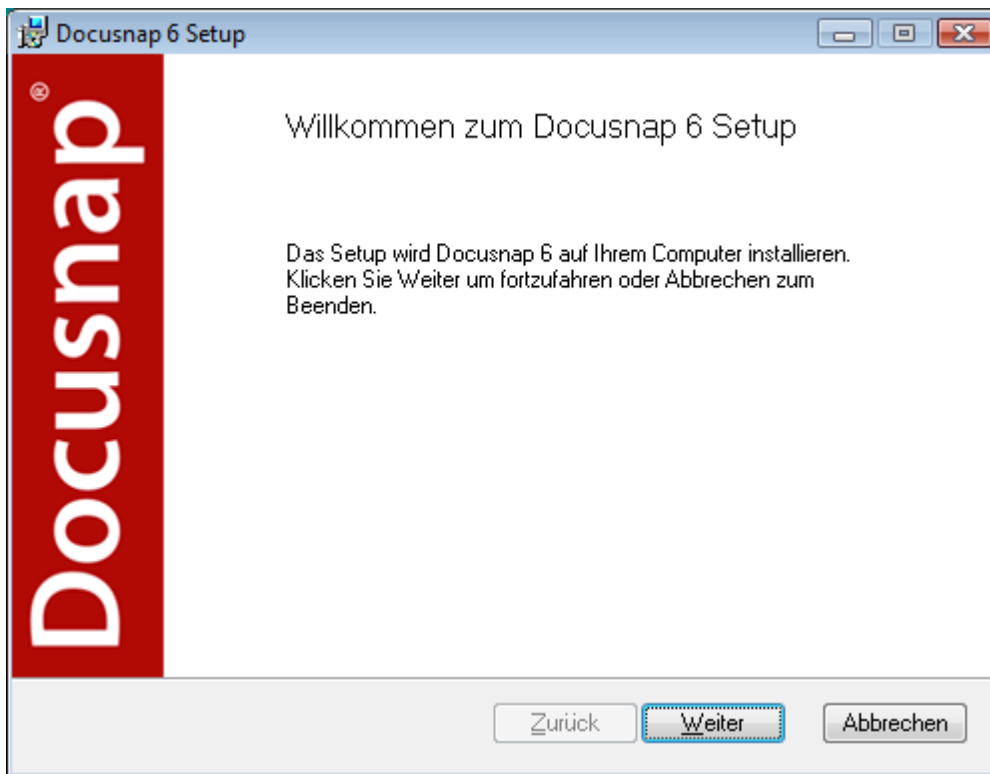 Docusnap 6 Setup
Docusnap®
Willkommen zum Docusnap 6 Setup
Das Setup wird Docusnap 6 auf Ihrem Computer installieren.
Klicken Sie Weiter um fortzufahren oder Abbrechen zum
Beenden.
Zurück Weiter Abbrechen